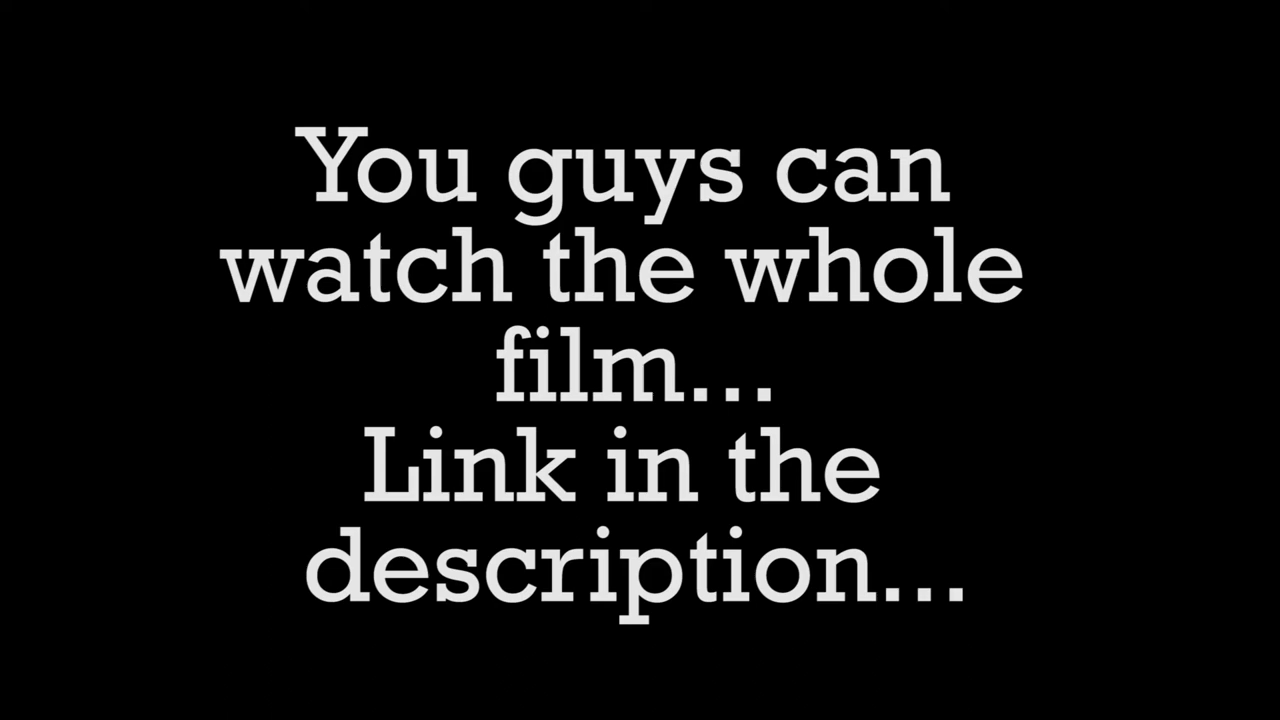 You guys can
watch the whole
film...
Link in the
description...